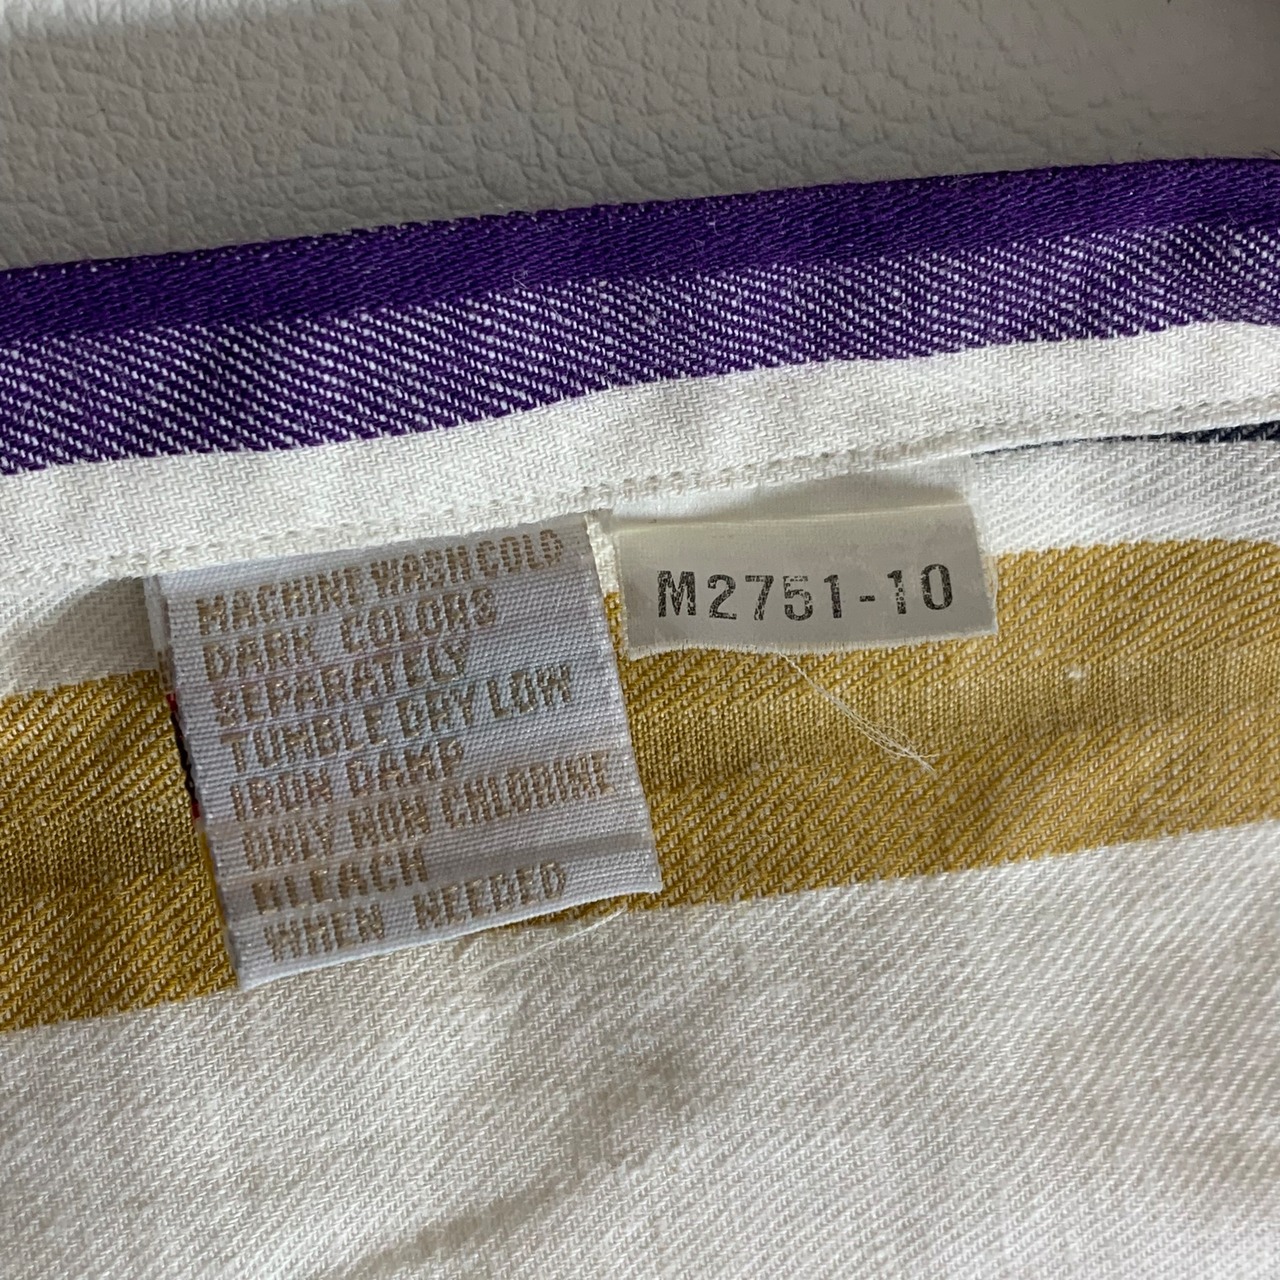 MACHINE WASH COLD
DARK COLORS
SEPARATELY
TUMBLE DRY LOW
IRON DAMP
ONLY NON CHLORINE
BLEACH
WHEN NEEDED
M2751-10